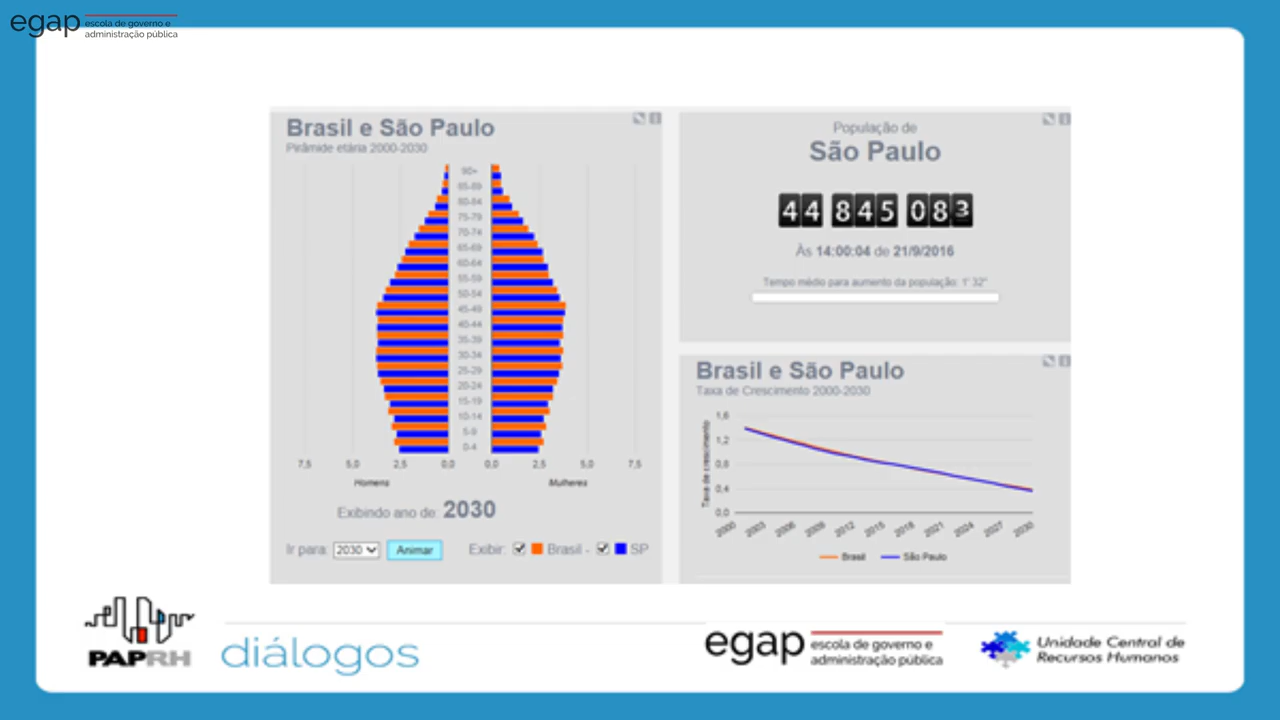 egap escola de governo e
administração pública
Brasil e São Paulo
Pirâmide etária 2000-2030
90+
85-89
80-84
75-79
70-74
65-69
60-64
55-59
50-54
45-49
40-44
35-39
30-34
25-29
20-24
15-19
10-14
5-9
0-4
7,5 5,0 2,5 0,0 0,0 2,5 5,0 7,5
Homens Mulheres
Exibindo ano de: 2030
Ir para: 2030 Animar Exibir: Brasil - SP
População de
São Paulo
44 845 083
Às 14:00:04 de 21/9/2016
Tempo médio para aumento da população: 1' 32"
Brasil e São Paulo
Taxa de Crescimento 2000-2030
Taxa de crescimento
1,6
1,2
0,8
0,4
0,0
2000 2003 2006 2009 2012 2015 2018 2021 2024 2027 2030
Brasil São Paulo
PAPRH
diálogos
egap escola de governo e
administração pública
Unidade Central de
Recursos Humanos